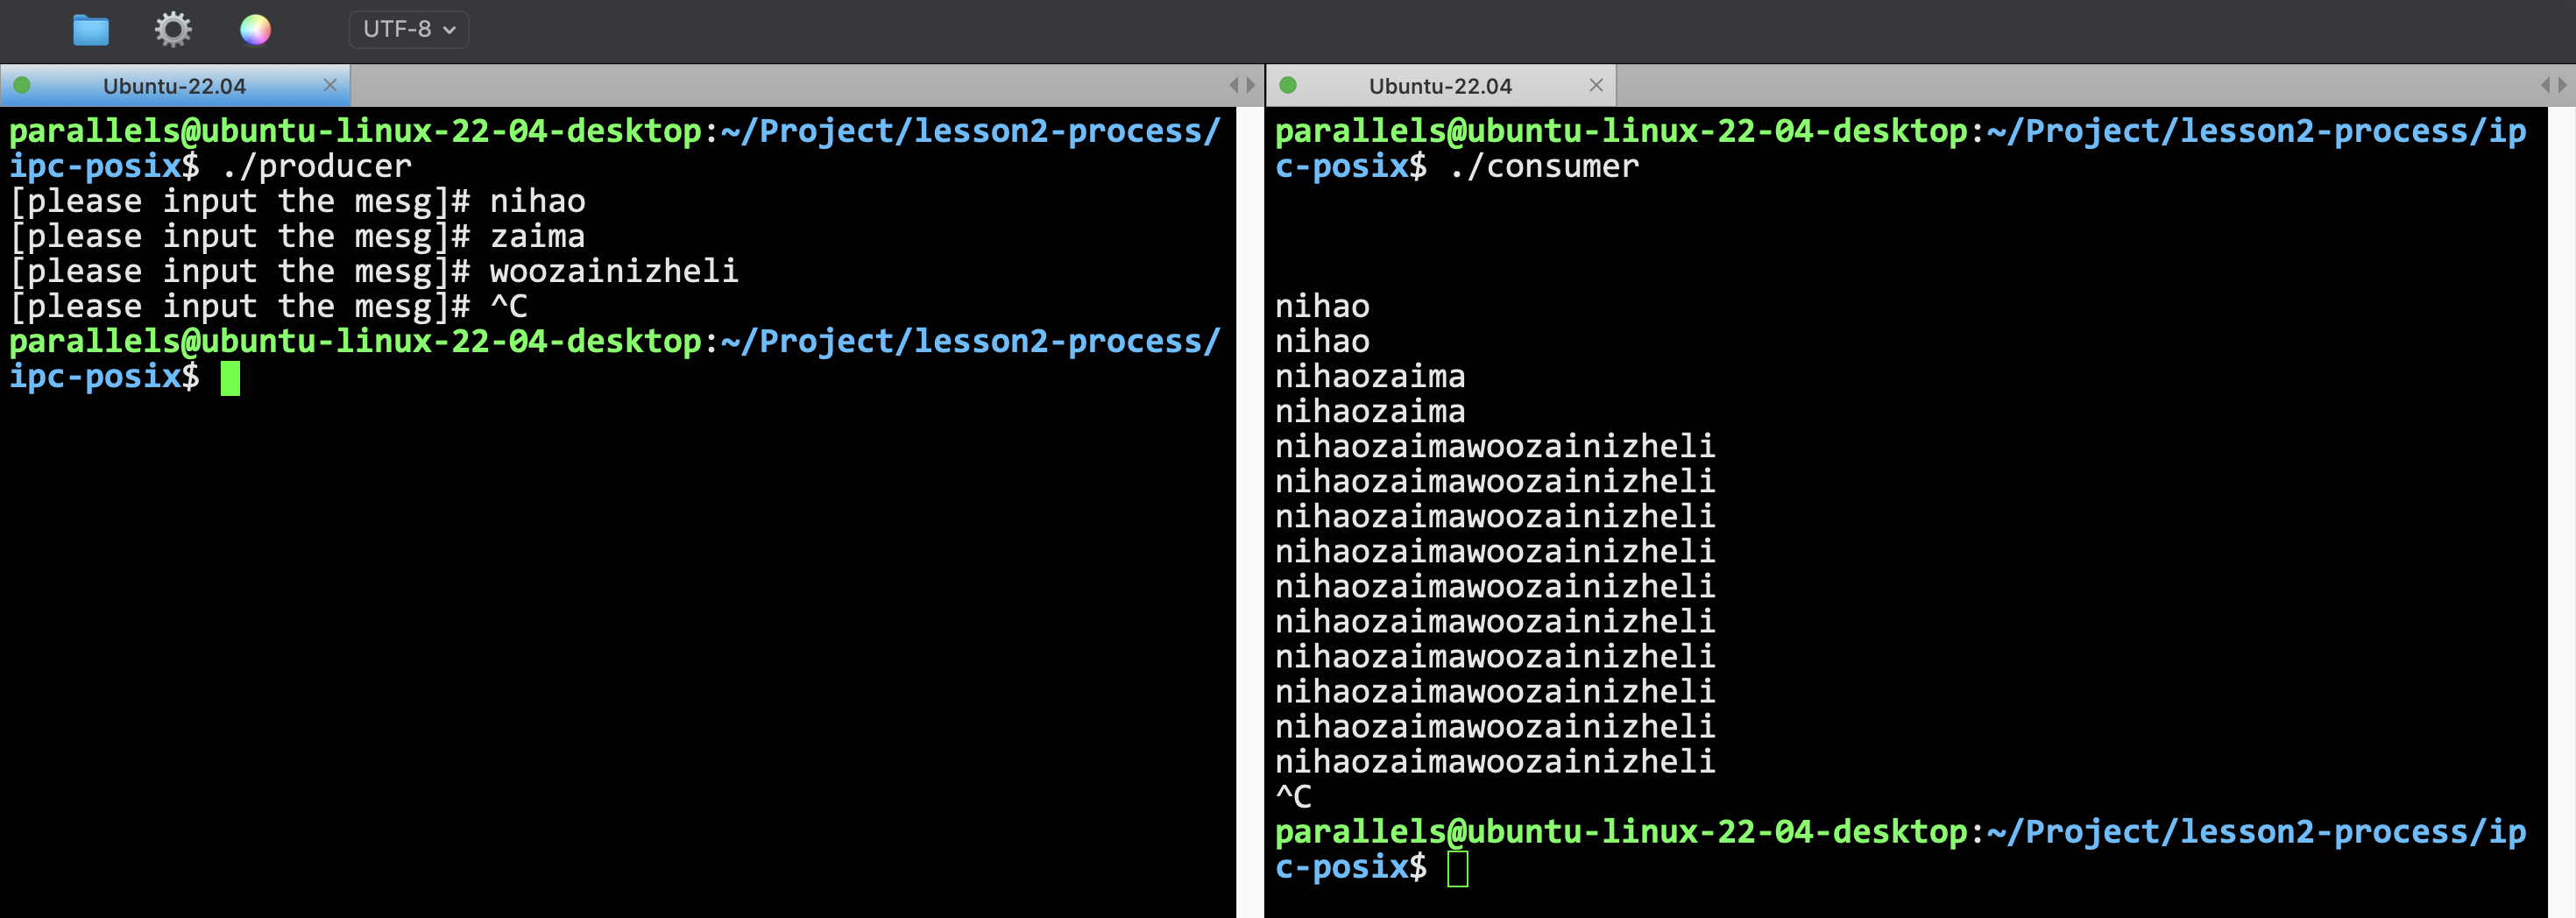 UTF-8
Ubuntu-22.04
parallels@ubuntu-linux-22-04-desktop:~/Project/lesson2-process/
ipc-posix$ ./producer
[please input the mesg]# nihao
[please input the mesg]# zaima
[please input the mesg]# woozainizheli
[please input the mesg]# ^C
parallels@ubuntu-linux-22-04-desktop:~/Project/lesson2-process/
ipc-posix$
Ubuntu-22.04
parallels@ubuntu-linux-22-04-desktop:~/Project/lesson2-process/ip
c-posix$ ./consumer
nihao
nihao
nihaozaima
nihaozaima
nihaozaimawoozainizheli
nihaozaimawoozainizheli
nihaozaimawoozainizheli
nihaozaimawoozainizheli
nihaozaimawoozainizheli
nihaozaimawoozainizheli
nihaozaimawoozainizheli
nihaozaimawoozainizheli
nihaozaimawoozainizheli
nihaozaimawoozainizheli
^C
parallels@ubuntu-linux-22-04-desktop:~/Project/lesson2-process/ip
c-posix$